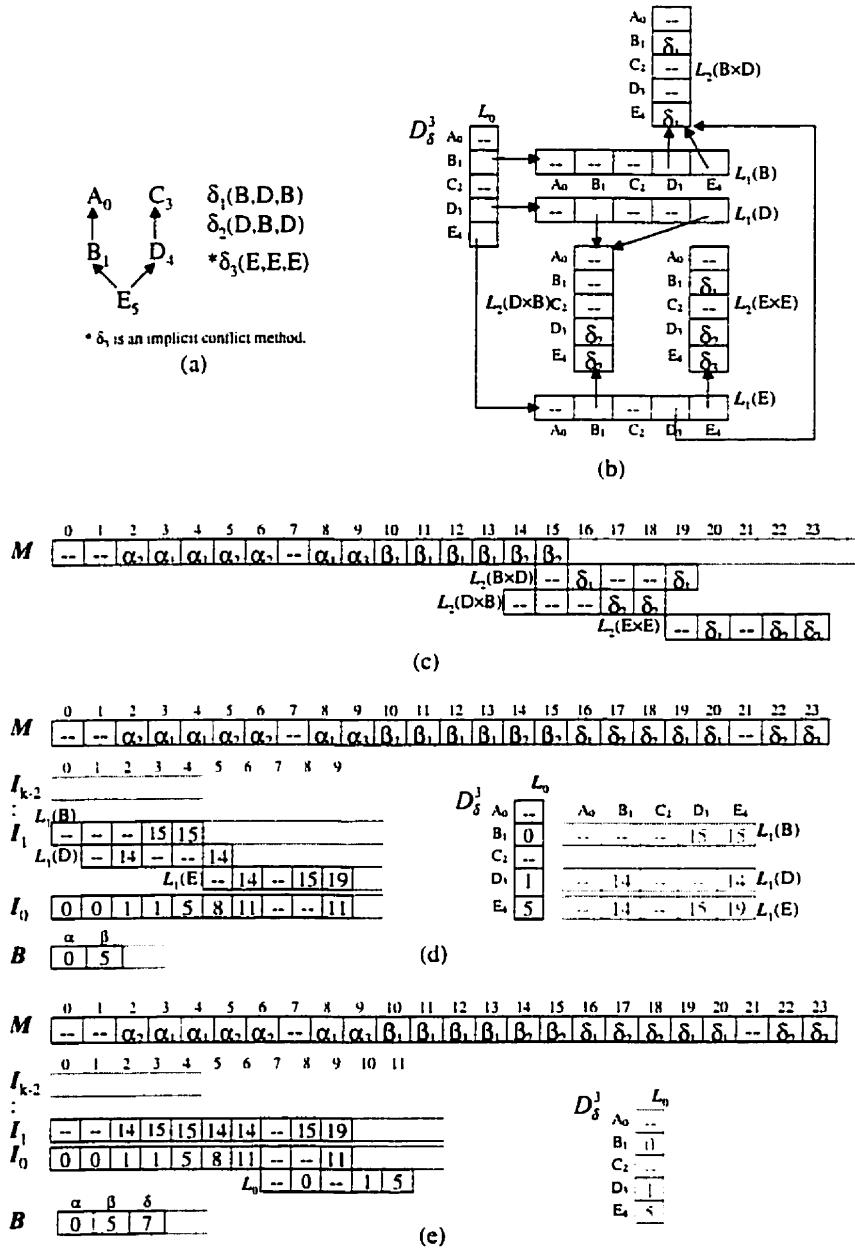 A₀ C₃ δ₁(B,D,B)
δ₂(D,B,D)
B₁ D₄ *δ₃(E,E,E)
E₅
* δ₃ is an implicit conflict method.
(a)
A₀ --
B₁ δ₁
C₂ -- L₂(B×D)
D₃ --
E₄ δ₁
D³δ L₀
A₀ --
B₁
C₂ --
D₃
E₄
-- -- -- L₁(B)
A₀ B₁ C₂ D₃ E₄
-- -- -- L₁(D)
A₀ --
B₁ --
L₂(D×B) C₂ --
D₃ δ₂
E₄ δ₂
A₀ --
B₁ δ₁
C₂ -- L₂(E×E)
D₃ δ₂
E₄ δ₃
-- -- L₁(E)
A₀ B₁ C₂ D₃ E₄
(b)
0 1 2 3 4 5 6 7 8 9 10 11 12 13 14 15 16 17 18 19 20 21 22 23
M -- -- α₂ α₁ α₁ α₂ α₂ -- α₁ α₃ β₁ β₁ β₁ β₁ β₂ β₂
L₂(B×D) -- δ₁ -- -- δ₁
L₂(D×B) -- -- -- δ₂ δ₂
L₂(E×E) -- δ₁ -- δ₂ δ₃
(c)
0 1 2 3 4 5 6 7 8 9 10 11 12 13 14 15 16 17 18 19 20 21 22 23
M -- -- α₂ α₁ α₁ α₂ α₂ -- α₁ α₃ β₁ β₁ β₁ β₁ β₂ β₂ δ₁ δ₂ δ₂ δ₁ δ₁ -- δ₂ δ₃
0 1 2 3 4 5 6 7 8 9
Iₖ₋₂
:
L₁(B)
I₁ -- -- -- 15 15
L₁(D) -- 14 -- -- 14
L₁(E -- 14 -- 15 19
I₀ 0 0 1 1 5 8 11 -- -- 11
α β
B 0 5
D³δ L₀
A₀ --
B₁ 0
C₂ --
D₃ 1
E₄ 5
A₀ B₁ C₂ D₃ E₄
-- -- -- 15 15 L₁(B)
-- 14 -- -- 14 L₁(D)
-- 14 -- 15 19 L₁(E)
(d)
0 1 2 3 4 5 6 7 8 9 10 11 12 13 14 15 16 17 18 19 20 21 22 23
M -- -- α₂ α₁ α₁ α₂ α₂ -- α₁ α₃ β₁ β₁ β₁ β₁ β₂ β₂ δ₁ δ₂ δ₂ δ₁ δ₁ -- δ₂ δ₃
0 1 2 3 4 5 6 7 8 9 10 11
Iₖ₋₂
:
I₁ -- -- 14 15 15 14 14 -- 15 19
I₀ 0 0 1 1 5 8 11 -- -- 11
L₀ -- 0 -- 1 5
α β δ
B 0 5 7
D³δ L₀
A₀ --
B₁ 0
C₂ --
D₃ 1
E₄ 5
(e)